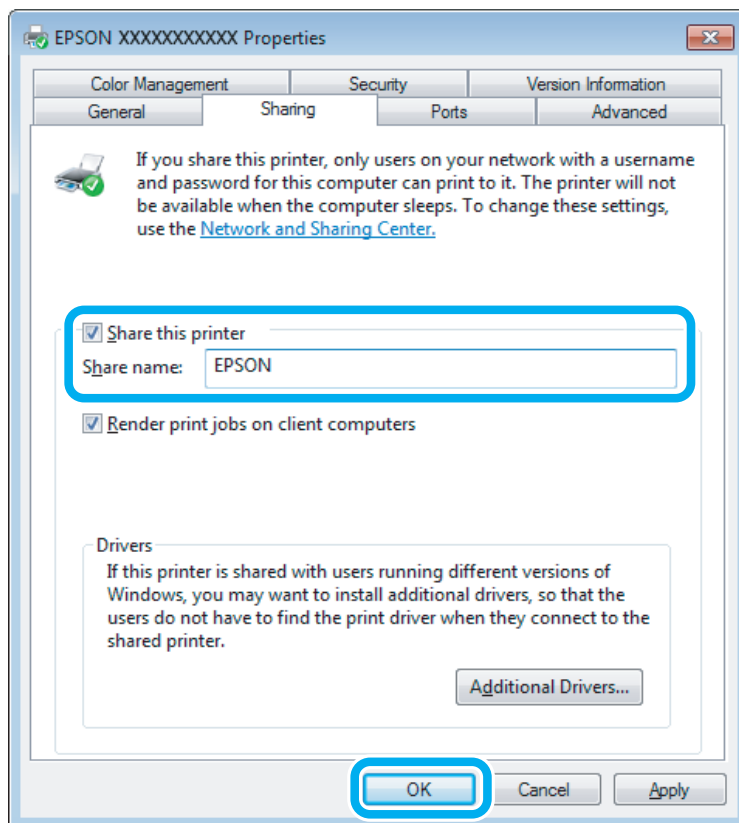 EPSON XXXXXXXXXXX Properties
Color Management Security Version Information
General Sharing Ports Advanced
If you share this printer, only users on your network with a username
and password for this computer can print to it. The printer will not
be available when the computer sleeps. To change these settings,
use the Network and Sharing Center.
Share this printer
Share name: EPSON
Render print jobs on client computers
Drivers
If this printer is shared with users running different versions of
Windows, you may want to install additional drivers, so that the
users do not have to find the print driver when they connect to the
shared printer.
Additional Drivers...
OK Cancel Apply